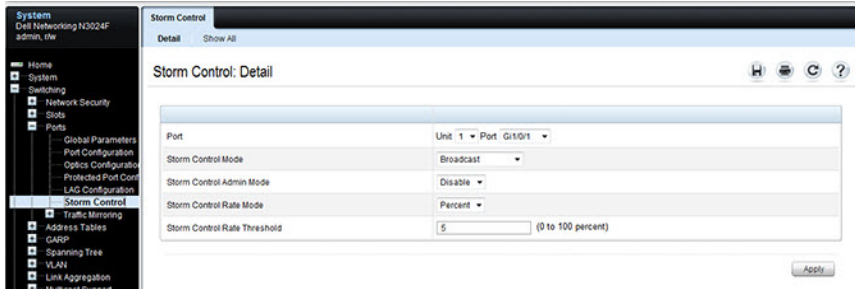 System
Dell Networking N3024F
admin, r/w
Storm Control
Detail Show All
Home
System
Switching
Network Security
Slots
Ports
Global Parameters
Port Configuration
Optics Configuration
Protected Port Conf
LAG Configuration
Storm Control
Traffic Mirroring
Address Tables
GARP
Spanning Tree
VLAN
Link Aggregation
Multicast Support
Storm Control: Detail
Port Unit 1 Port Gi1/0/1
Storm Control Mode Broadcast
Storm Control Admin Mode Disable
Storm Control Rate Mode Percent
Storm Control Rate Threshold 5 (0 to 100 percent)
Apply